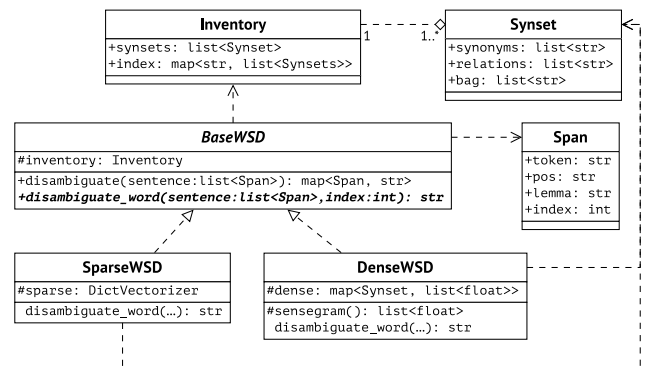 Inventory
+synsets: list<Synset>
+index: map<str, list<Synsets>>
1
1..*
Synset
+synonyms: list<str>
+relations: list<str>
+bag: list<str>
BaseWSD
#inventory: Inventory
+disambiguate(sentence:list<Span>): map<Span, str>
+disambiguate_word(sentence:list<Span>,index:int): str
Span
+token: str
+pos: str
+lemma: str
+index: int
SparseWSD
#sparse: DictVectorizer
disambiguate_word(…): str
DenseWSD
#dense: map<Synset, list<float>>
#sensegram(): list<float>
disambiguate_word(…): str